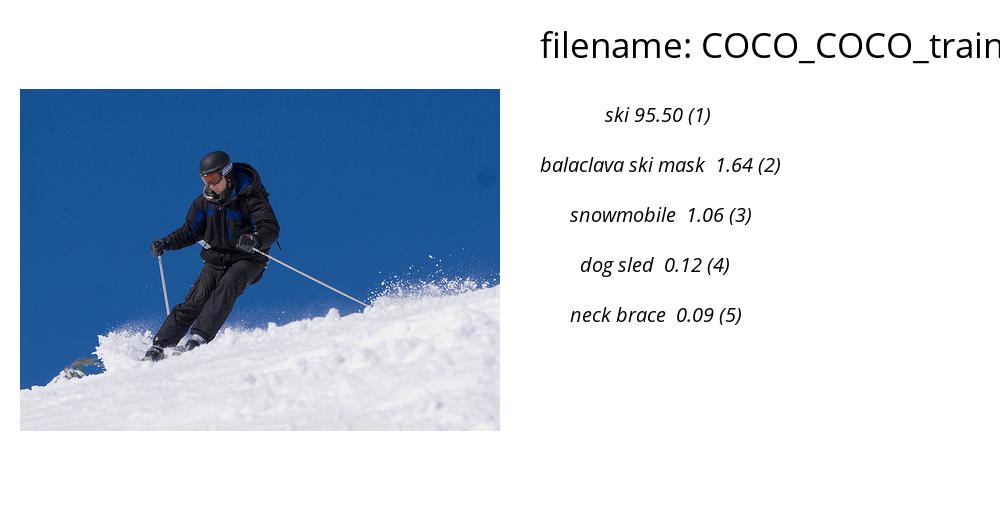 filename: COCO_COCO_train
ski 95.50 (1)
balaclava ski mask 1.64 (2)
snowmobile 1.06 (3)
dog sled 0.12 (4)
neck brace 0.09 (5)